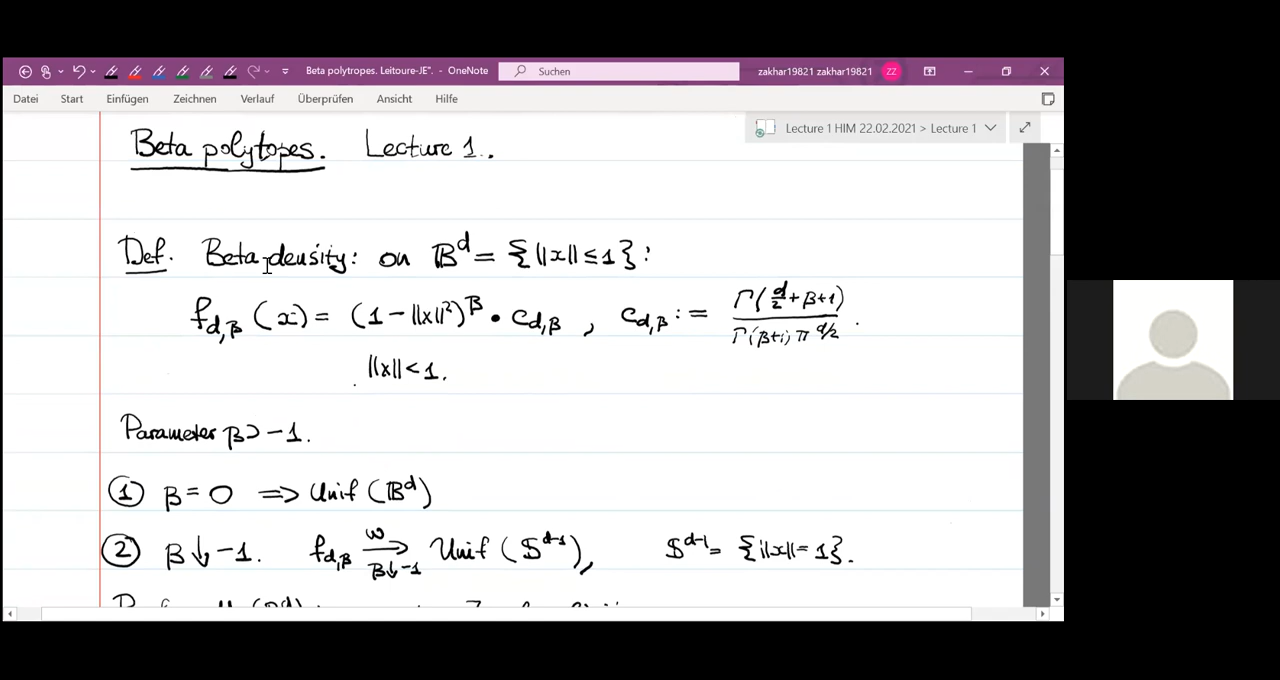 Beta polytopes. Leitoure-JE". - OneNote
Suchen
zakhar19821 zakhar19821
ZZ
Datei Start Einfügen Zeichnen Verlauf Überprüfen Ansicht Hilfe
Lecture 1 HIM 22.02.2021 > Lecture 1
Beta polytopes. Lecture 1.
Def. Beta-density: on 𝔹^d = {||x|| ≤ 1}:
f_{d,β}(x) = (1 - ||x||²)^β • c_{d,β}, c_{d,β} := Γ(d/2 + β + 1) / Γ(β+1) π^{d/2}.
||x|| < 1.
Parameter β > -1.
① β = 0 ⟹ Unif (𝔹^d)
② β ↓ -1. f_{d,β} →^w_{β↓-1} Unif (𝕊^{d-1}), 𝕊^{d-1} = {||x|| = 1}.